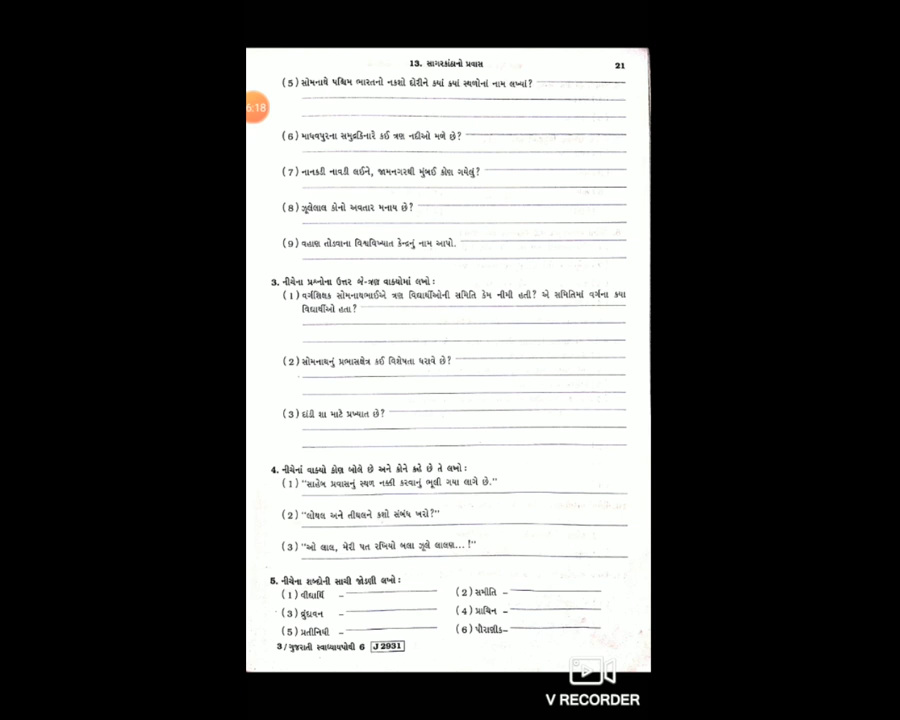 13. સાગરકાંઠાનો પ્રવાસ
21
(5) સોમનાથે પશ્ચિમ ભારતનો નકશો દોરીને ક્યાં ક્યાં સ્થળોનાં નામ લખ્યાં?
6:18
(6) માધવપુરના સમુદ્રકિનારે કઈ ત્રણ નદીઓ મળે છે?
(7) નાનકડી નાવડી લઈને, જામનગરથી મુંબઈ કોણ ગયેલું?
(8) ઝૂલેલાલ કોનો અવતાર મનાય છે?
(9) વહાણ તોડવાના વિશ્વવિખ્યાત કેન્દ્રનું નામ આપો.
3. નીચેના પ્રશ્નોના ઉત્તર બે-ત્રણ વાક્યોમાં લખો :
(1) વર્ગશિક્ષક સોમનાથભાઈએ ત્રણ વિદ્યાર્થીઓની સમિતિ કેમ નીમી હતી? એ સમિતિમાં વર્ગના ક્યા
વિદ્યાર્થીઓ હતા?
(2) સોમનાથનું પ્રભાસક્ષેત્ર કઈ વિશેષતા ધરાવે છે?
(3) દાંડી શા માટે પ્રખ્યાત છે?
4. નીચેનાં વાક્યો કોણ બોલે છે અને કોને કહે છે તે લખો :
(1) "સાહેબ પ્રવાસનું સ્થળ નક્કી કરવાનું ભૂલી ગયા લાગે છે."
(2) "લોથલ અને તીથલને કશો સંબંધ ખરો?"
(3) "ઓ લાલ, મેરી પત રખિયો બલા ઝૂલે લાલણ... !"
5. નીચેના શબ્દોની સાચી જોડણી લખો :
(1) વીદ્યાર્થિ – (2) સમીતિ –
(3) વ્રુંદાવન – (4) પ્રાચિન –
(5) પ્રતીનિધી – (6) પૌરાણીક–
3 / ગુજરાતી સ્વાધ્યાયપોથી 6 J 2931
V RECORDER